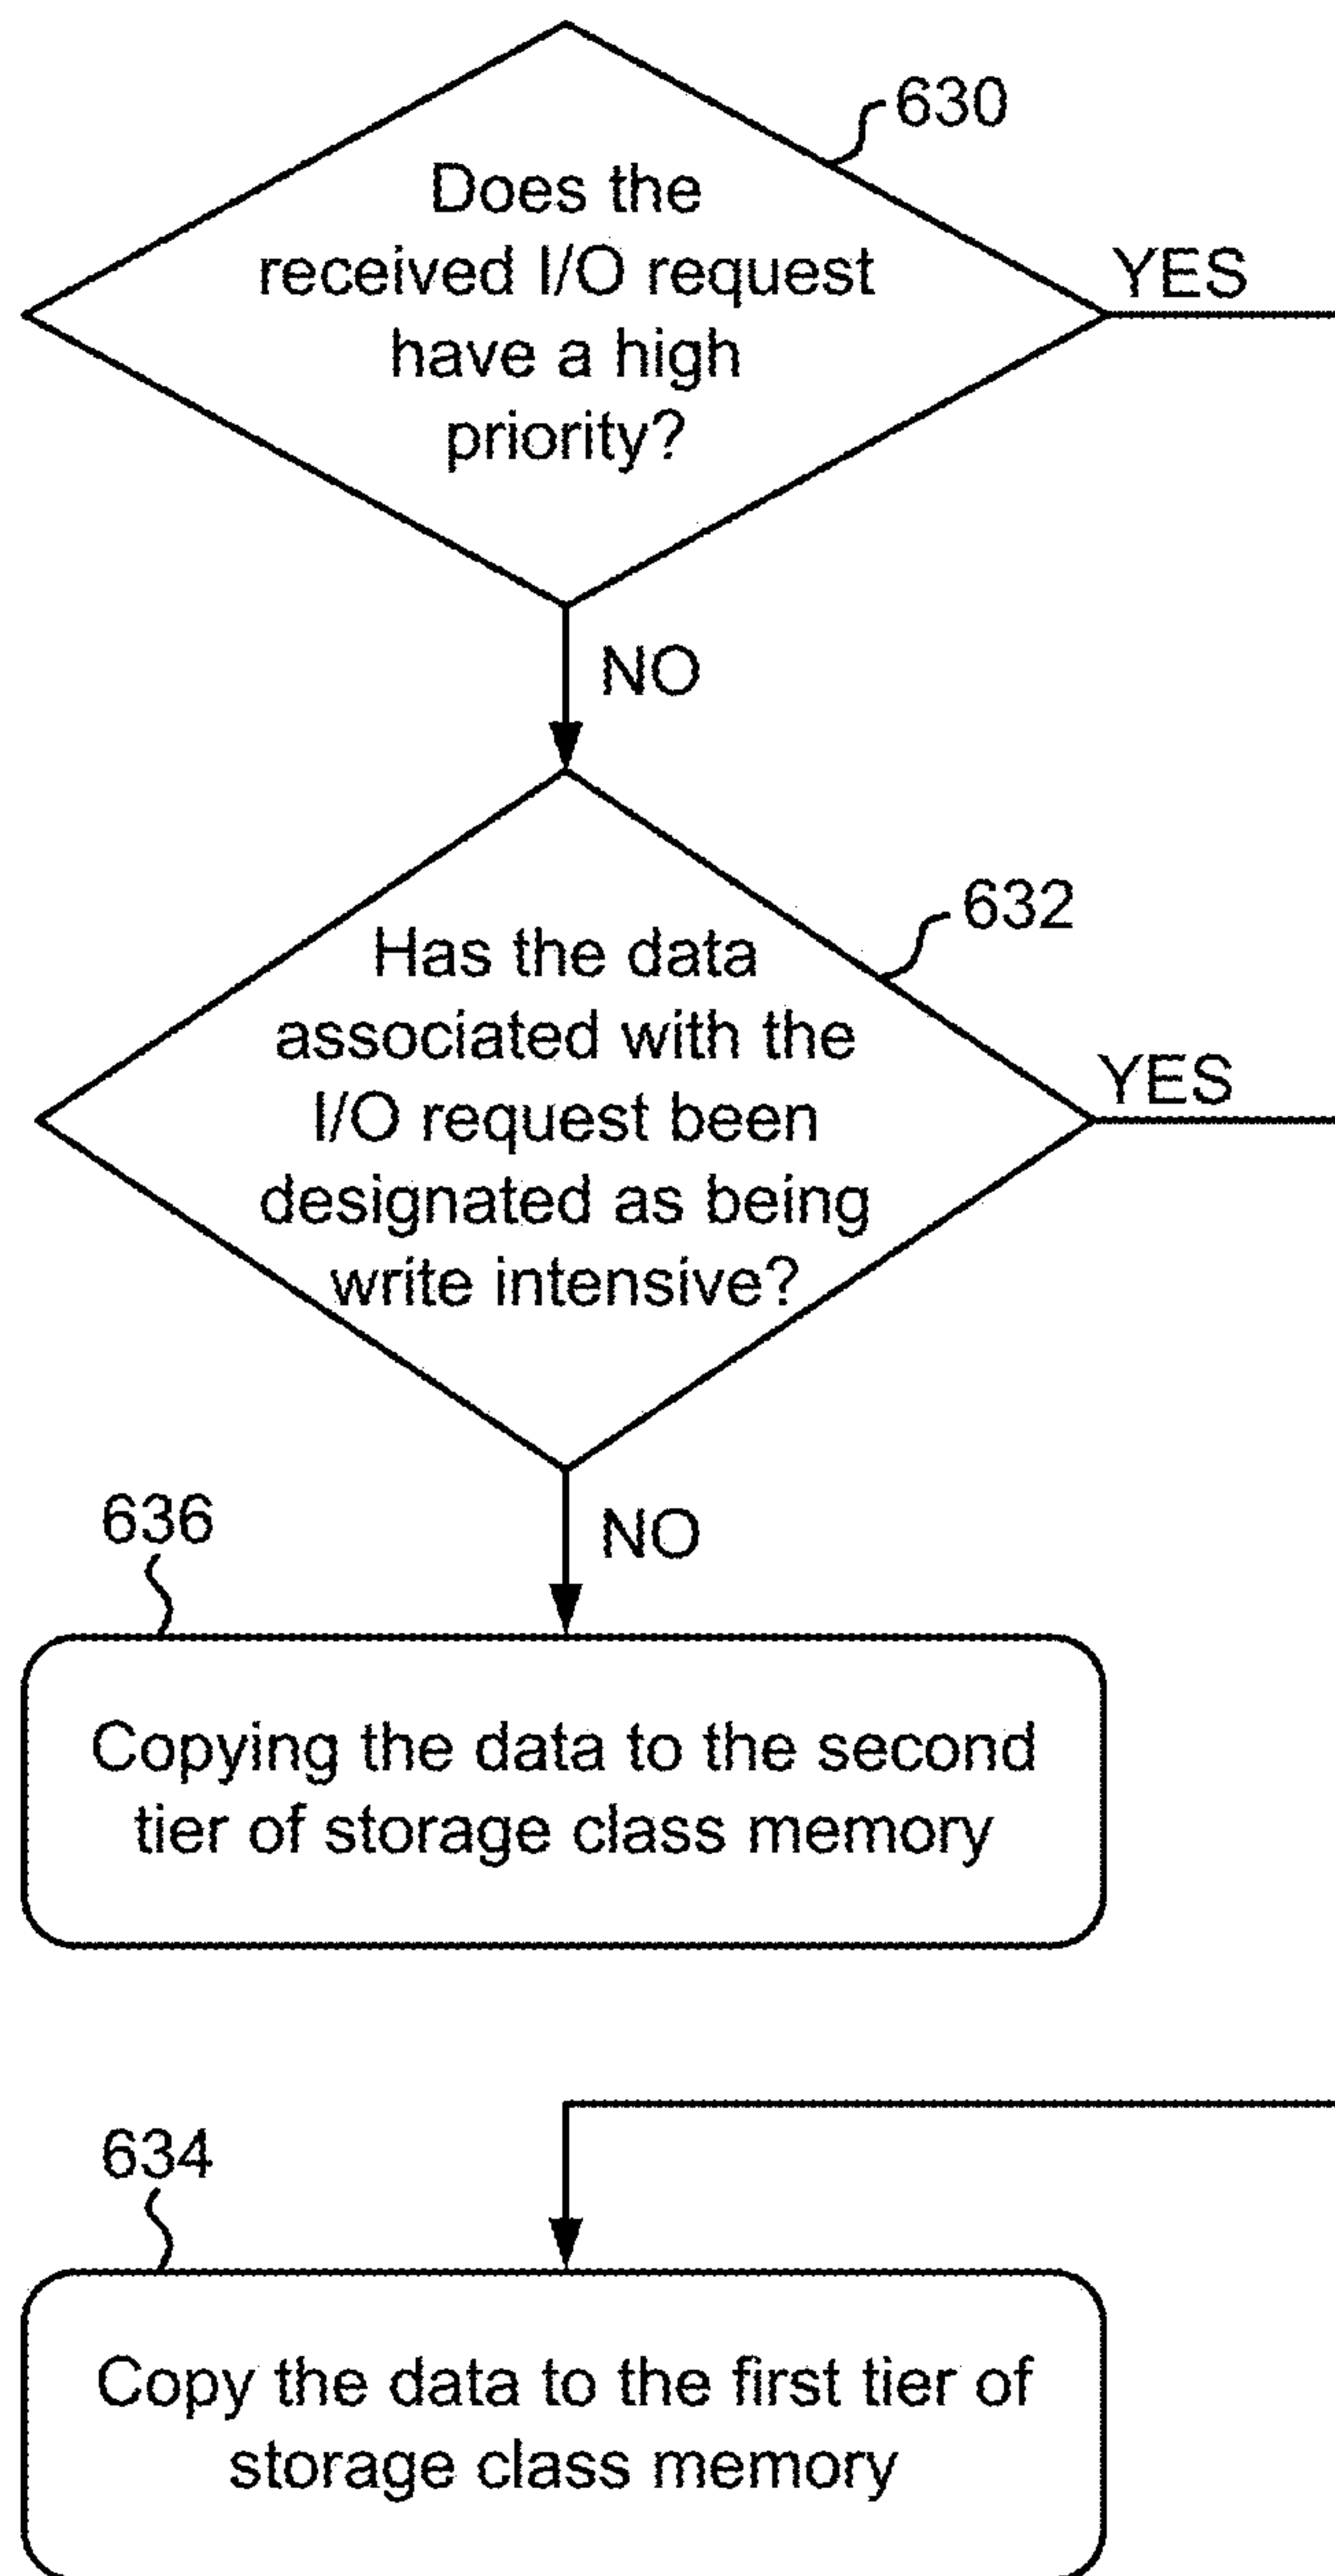 630
Does the
received I/O request
have a high
priority?
YES
NO
632
Has the data
associated with the
I/O request been
designated as being
write intensive?
YES
NO
636
Copying the data to the second
tier of storage class memory
634
Copy the data to the first tier of
storage class memory